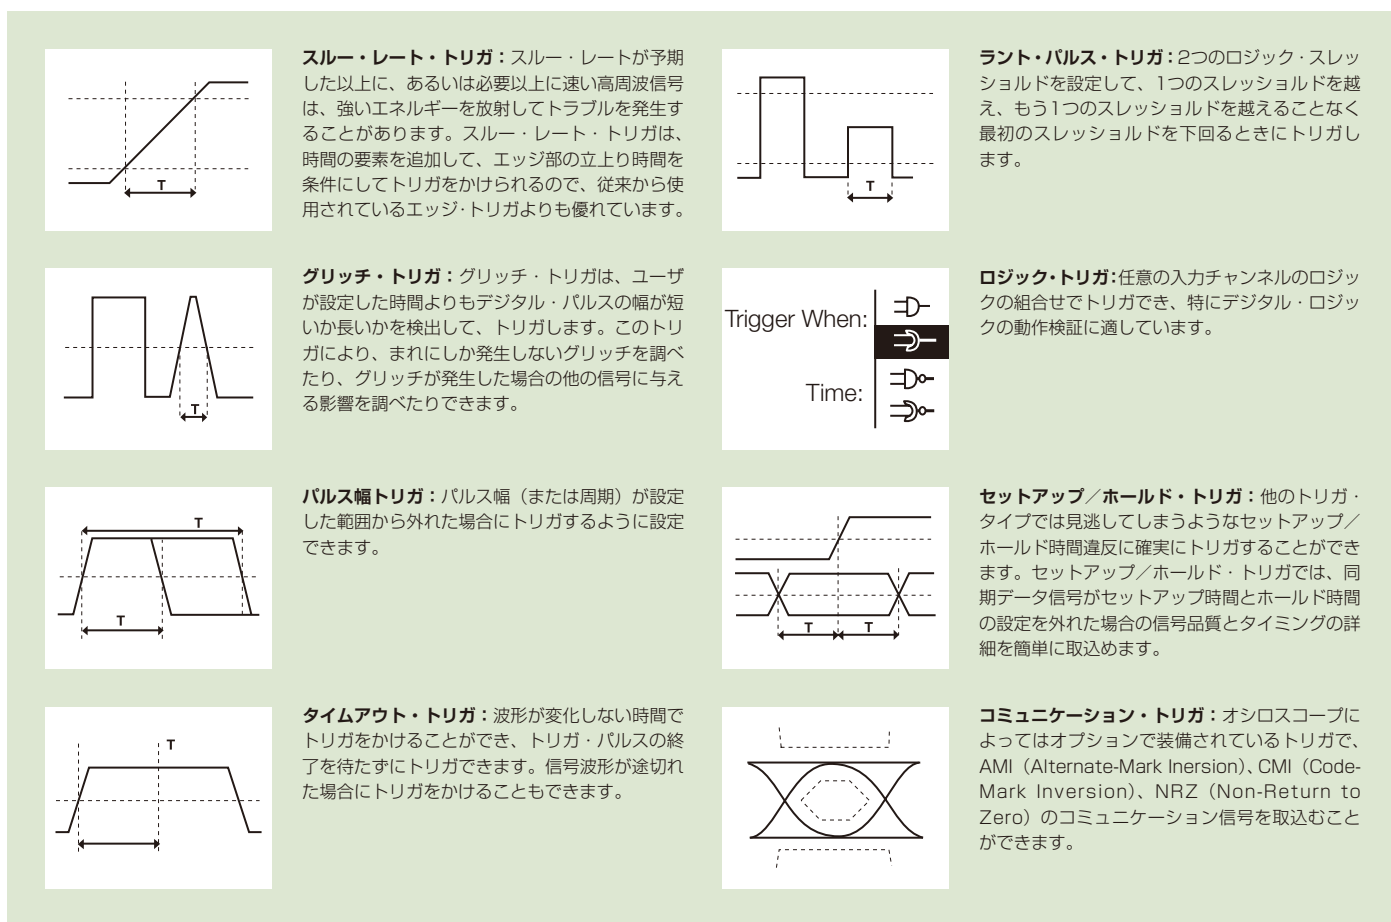 スルー・レート・トリガ：スルー・レートが予期
した以上に、あるいは必要以上に速い高周波信号
は、強いエネルギーを放射してトラブルを発生す
ることがあります。スルー・レート・トリガは、
時間の要素を追加して、エッジ部の立上り時間を
条件にしてトリガをかけられるので、従来から使
用されているエッジ・トリガよりも優れています。
T
グリッチ・トリガ：グリッチ・トリガは、ユーザ
が設定した時間よりもデジタル・パルスの幅が短
いか長いかを検出して、トリガします。このトリ
ガにより、まれにしか発生しないグリッチを調べ
たり、グリッチが発生した場合の他の信号に与え
る影響を調べたりできます。
T
パルス幅トリガ：パルス幅（または周期）が設定
した範囲から外れた場合にトリガするように設定
できます。
T
T
タイムアウト・トリガ：波形が変化しない時間で
トリガをかけることができ、トリガ・パルスの終
了を待たずにトリガできます。信号波形が途切れ
た場合にトリガをかけることもできます。
T
ラント・パルス・トリガ：2つのロジック・スレッ
ショルドを設定して、1つのスレッショルドを越
え、もう1つのスレッショルドを越えることなく
最初のスレッショルドを下回るときにトリガし
ます。
T
ロジック・トリガ：任意の入力チャンネルのロジッ
クの組合せでトリガでき、特にデジタル・ロジッ
クの動作検証に適しています。
Trigger When:
Time:
セットアップ／ホールド・トリガ：他のトリガ・
タイプでは見逃してしまうようなセットアップ／
ホールド時間違反に確実にトリガすることができ
ます。セットアップ／ホールド・トリガでは、同
期データ信号がセットアップ時間とホールド時間
の設定を外れた場合の信号品質とタイミングの詳
細を簡単に取込めます。
T T
コミュニケーション・トリガ：オシロスコープに
よってはオプションで装備されているトリガで、
AMI（Alternate-Mark Inersion）、CMI（Code-
Mark Inversion）、NRZ（Non-Return to
Zero）のコミュニケーション信号を取込むこと
ができます。